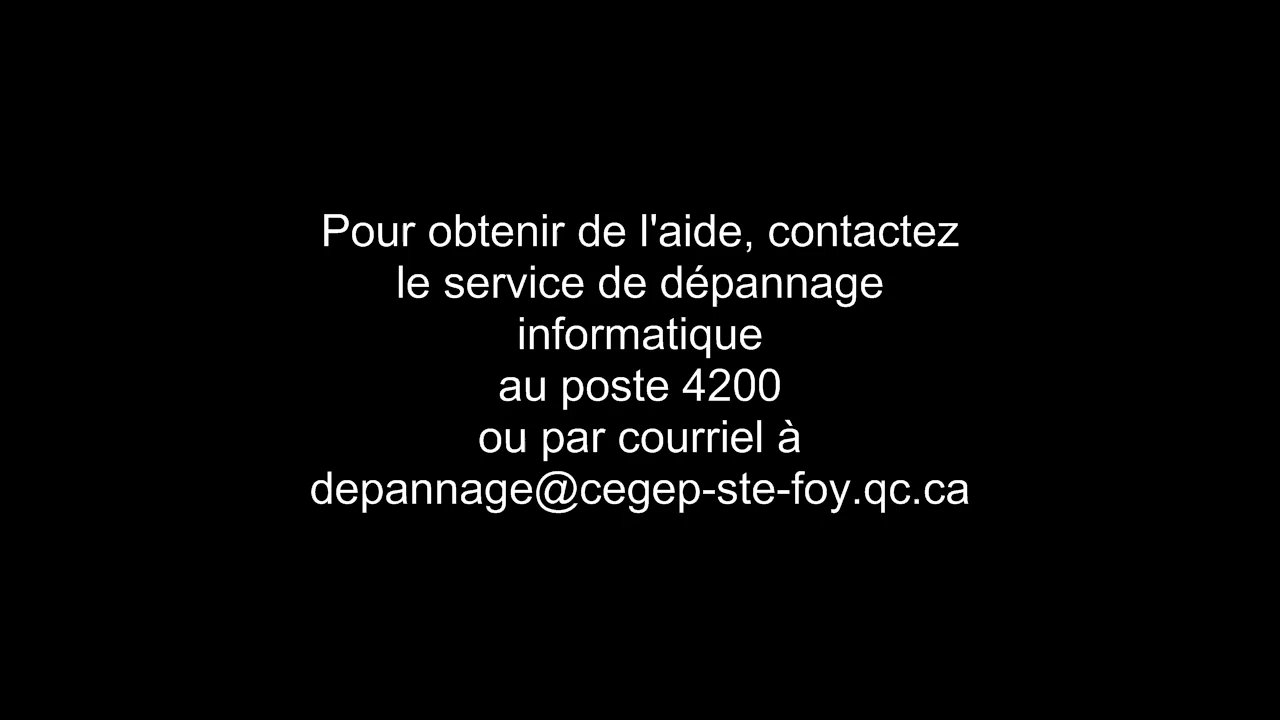 Pour obtenir de l'aide, contactez
le service de dépannage
informatique
au poste 4200
ou par courriel à
depannage@cegep-ste-foy.qc.ca